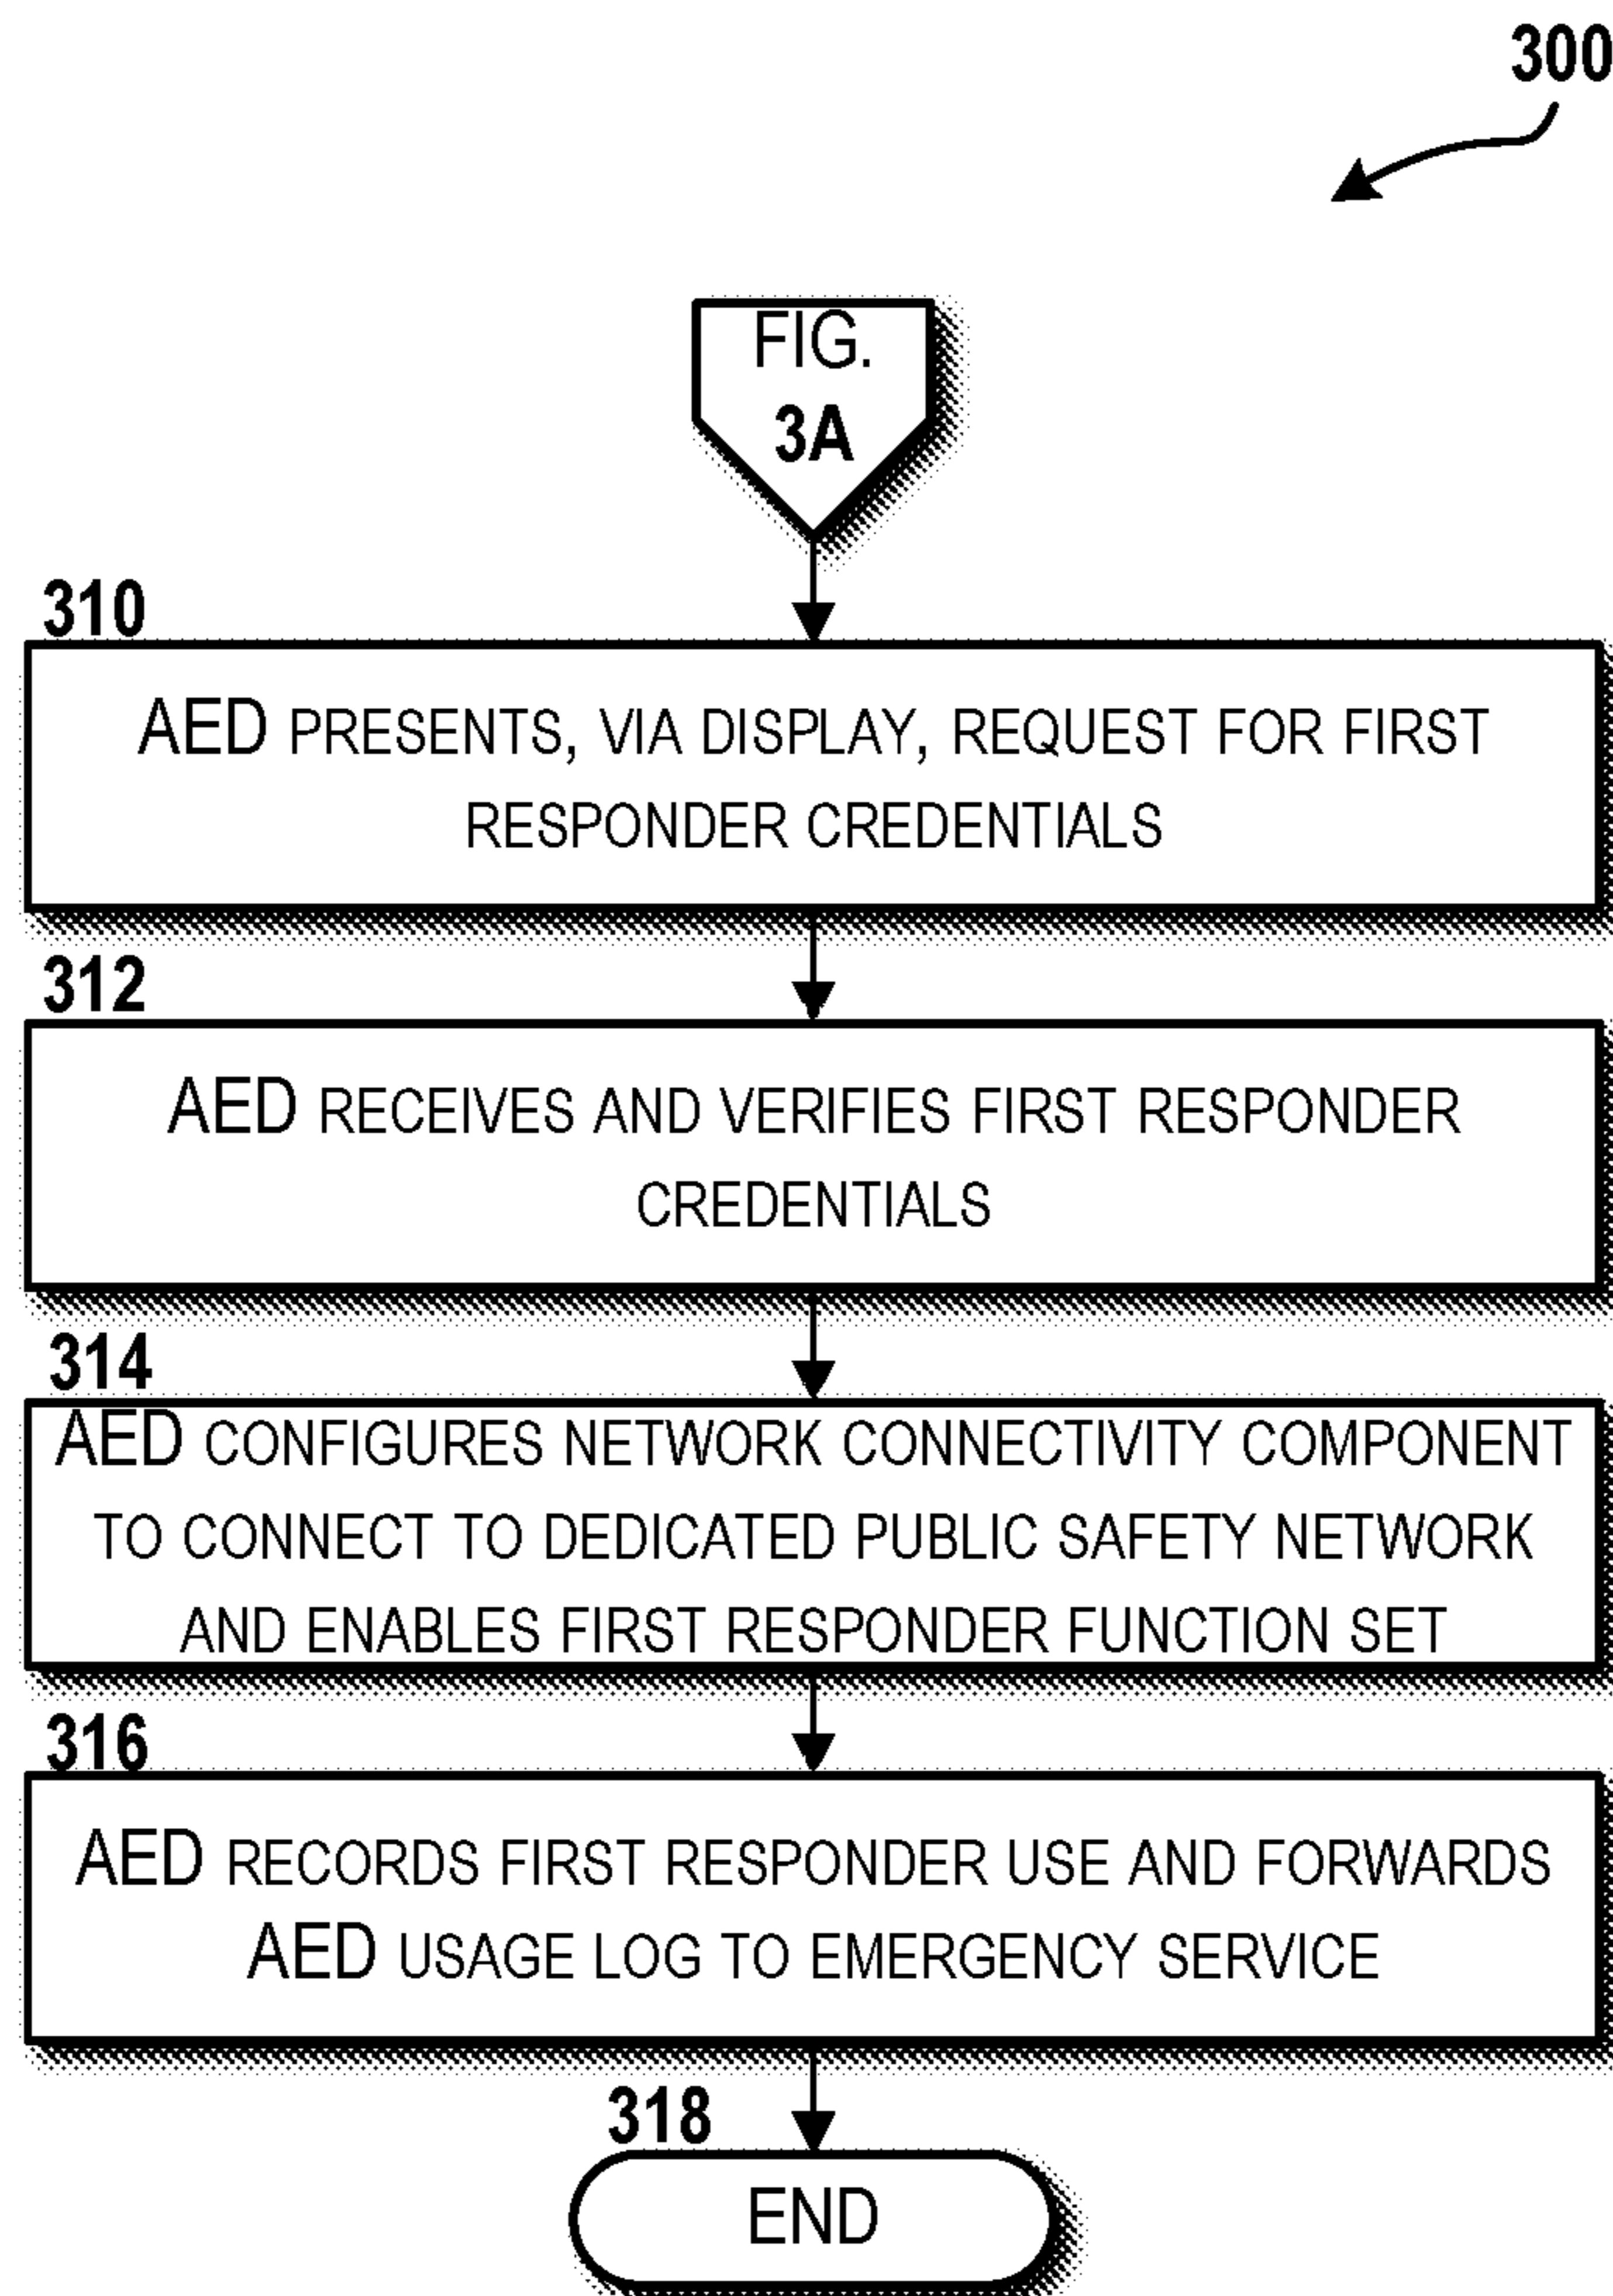 300
FIG.
3A
310
AED PRESENTS, VIA DISPLAY, REQUEST FOR FIRST
RESPONDER CREDENTIALS
312
AED RECEIVES AND VERIFIES FIRST RESPONDER
CREDENTIALS
314
AED CONFIGURES NETWORK CONNECTIVITY COMPONENT
TO CONNECT TO DEDICATED PUBLIC SAFETY NETWORK
AND ENABLES FIRST RESPONDER FUNCTION SET
316
AED RECORDS FIRST RESPONDER USE AND FORWARDS
AED USAGE LOG TO EMERGENCY SERVICE
318
END